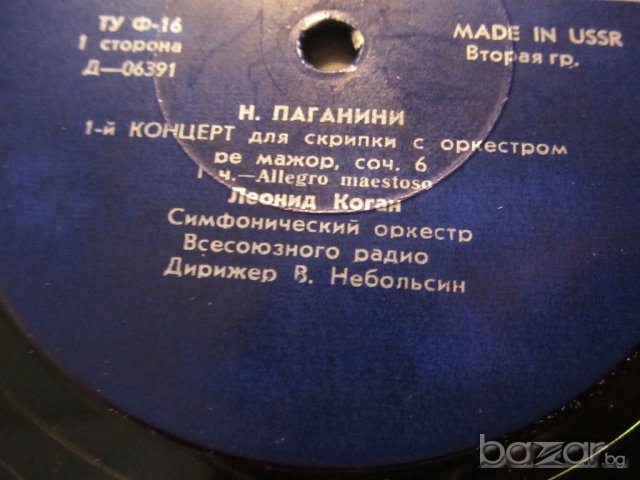 ТУ Ф-16
1 сторона
Д—06391
MADE IN USSR
Вторая гр.
Н. ПАГАНИНИ
1-й КОНЦЕРТ для скрипки с оркестром
ре мажор, соч. 6
1 ч.—Allegro maestoso
Леонид Коган
Симфонический оркестр
Всесоюзного радио
Дирижер В. Небольсин
bazar.bg